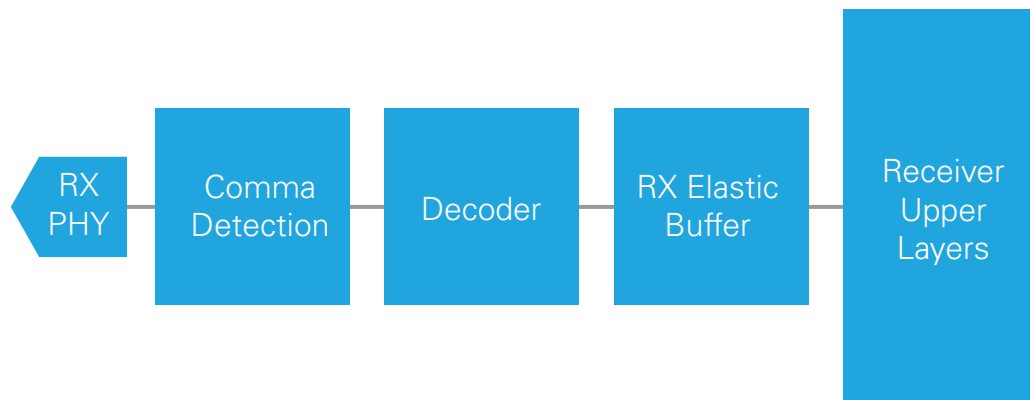 RX
PHY
Comma
Detection
Decoder
RX Elastic
Buffer
Receiver
Upper
Layers